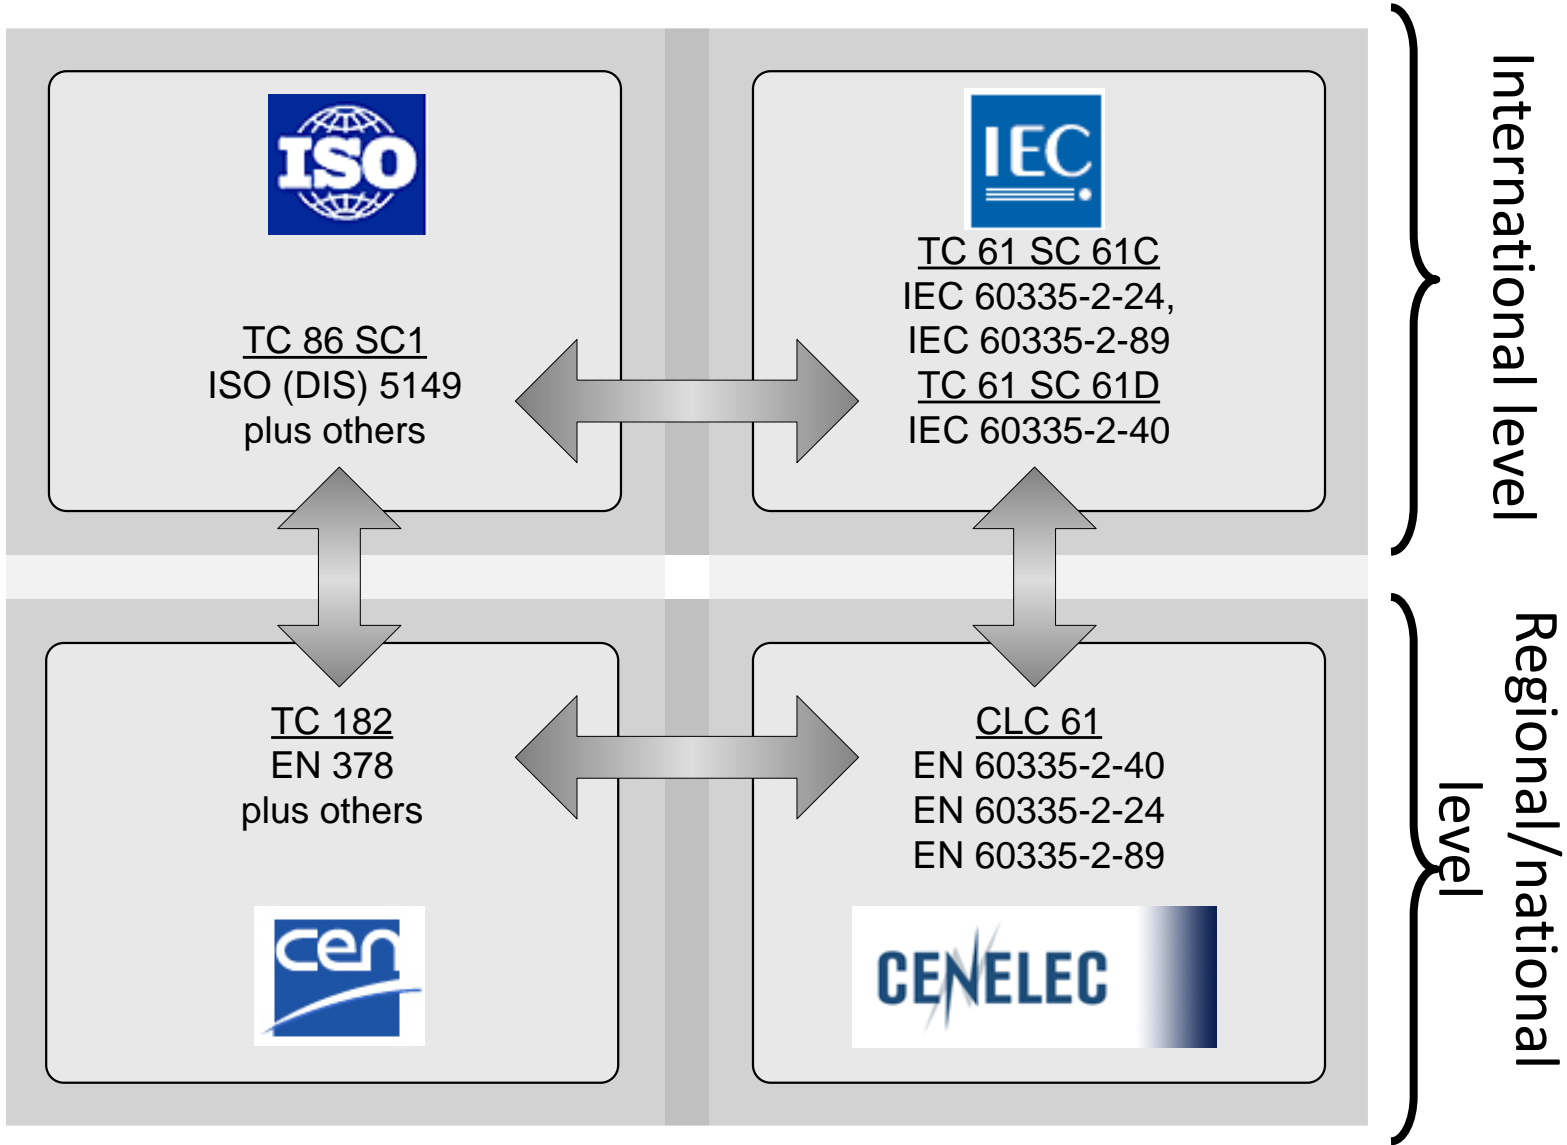 ISO
TC 86 SC1
ISO (DIS) 5149
plus others
IEC
TC 61 SC 61C
IEC 60335-2-24,
IEC 60335-2-89
TC 61 SC 61D
IEC 60335-2-40
International level
TC 182
EN 378
plus others
cen
CLC 61
EN 60335-2-40
EN 60335-2-24
EN 60335-2-89
CENELEC
Regional/national
level